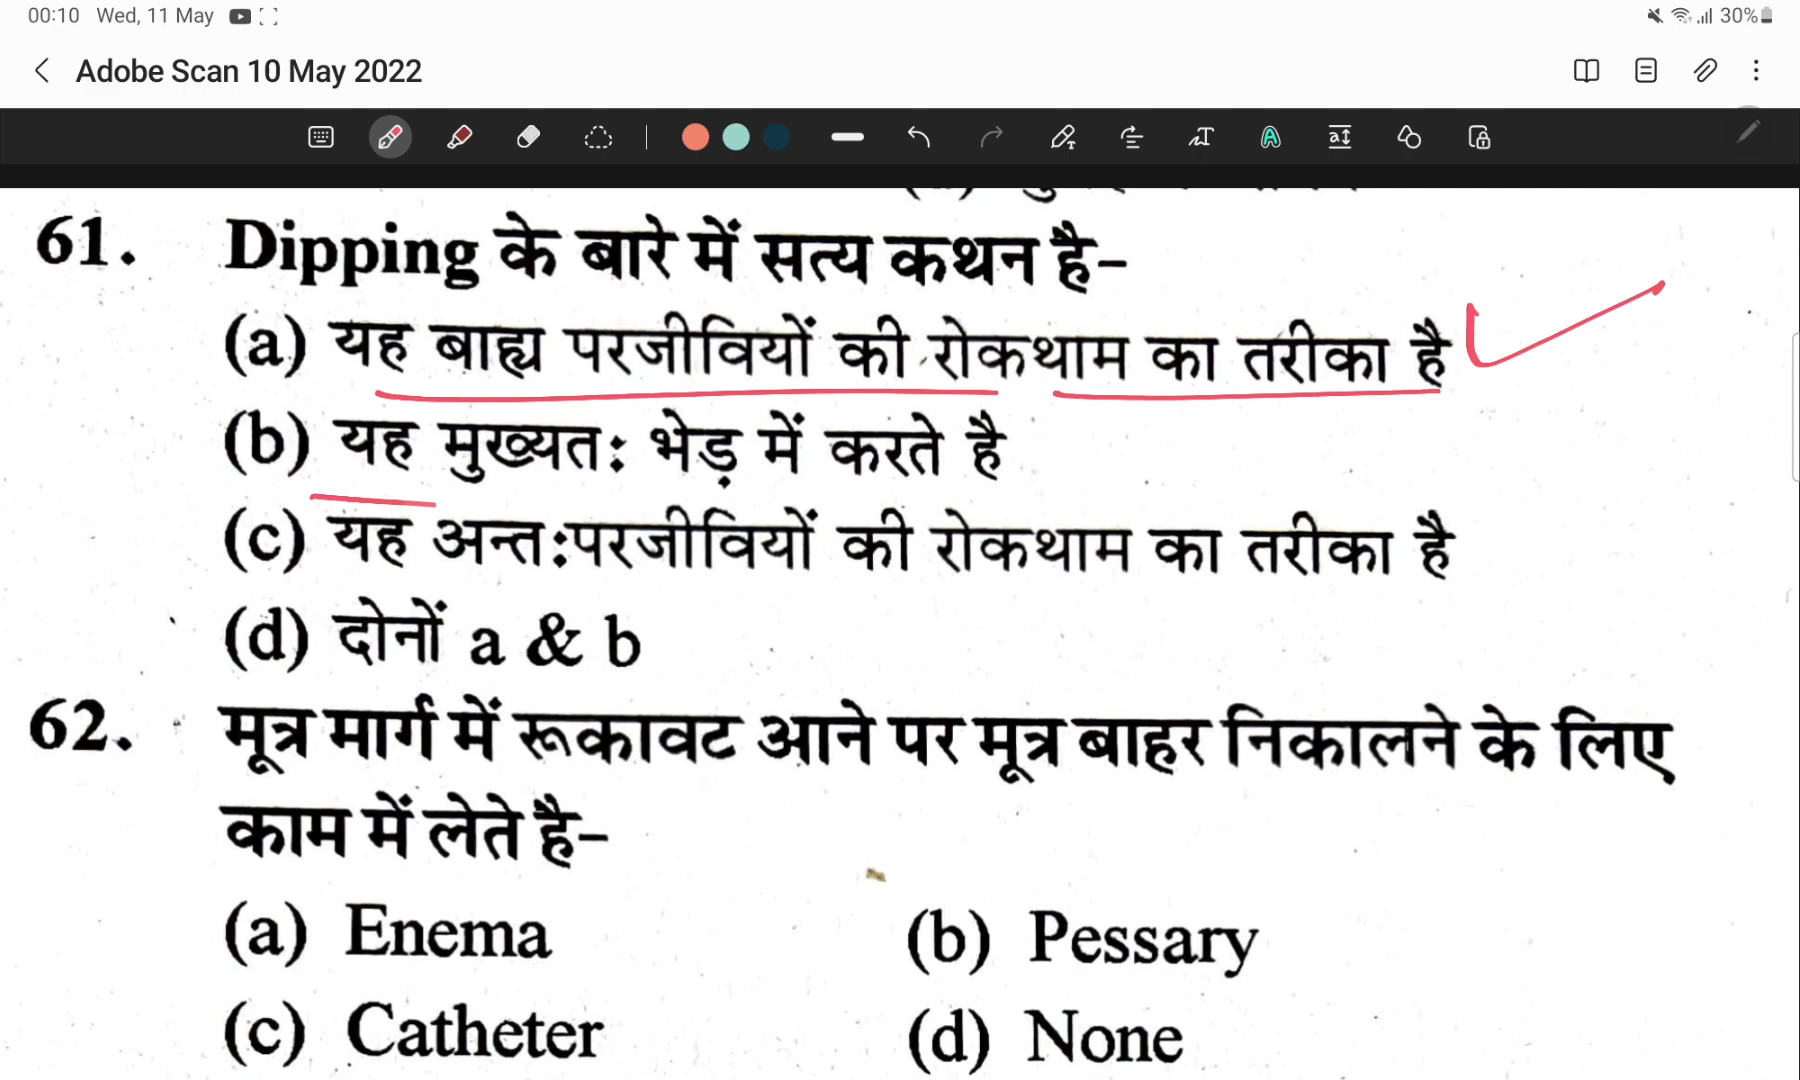 00:10 Wed, 11 May 30%
Adobe Scan 10 May 2022
61. Dipping के बारे में सत्य कथन है-
(a) यह बाह्य परजीवियों की रोकथाम का तरीका है
(b) यह मुख्यतः भेड़ में करते है
(c) यह अन्तःपरजीवियों की रोकथाम का तरीका है
(d) दोनों a & b
62. मूत्र मार्ग में रूकावट आने पर मूत्र बाहर निकालने के लिए
काम में लेते है-
(a) Enema (b) Pessary
(c) Catheter (d) None